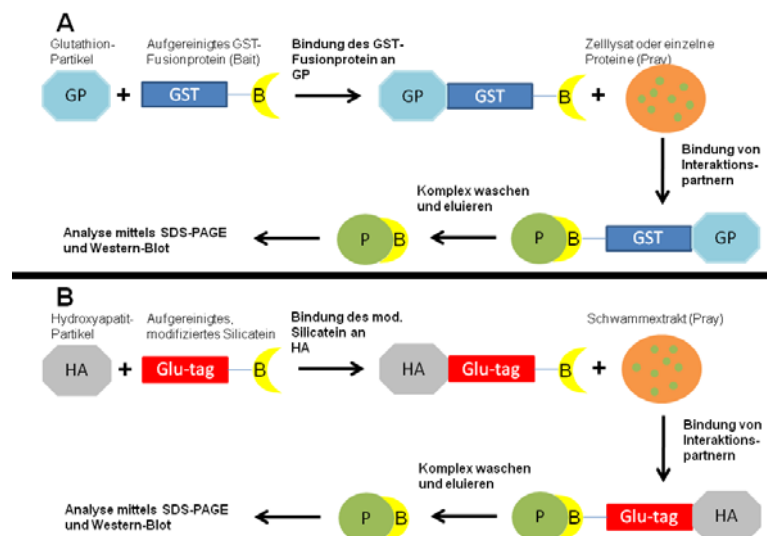 A
Glutathion-
Partikel
Aufgereinigtes GST-
Fusionprotein (Bait)
Bindung des GST-
Fusionprotein an
GP
Zelllysat oder einzelne
Proteine (Pray)
GP + GST B GP GST B +
Bindung von
Interaktions-
partnern
Komplex waschen
und eluieren
Analyse mittels SDS-PAGE
und Western-Blot
P B GST GP
B
Hydroxyapatit-
Partikel
Aufgereinigtes,
modifiziertes Silicatein
Bindung des mod.
Silicatein an
HA
Schwammextrakt (Pray)
HA + Glu-tag B HA Glu-tag B +
Bindung von
Interaktions-
partnern
Komplex waschen
und eluieren
Analyse mittels SDS-PAGE
und Western-Blot
P B P B Glu-tag HA